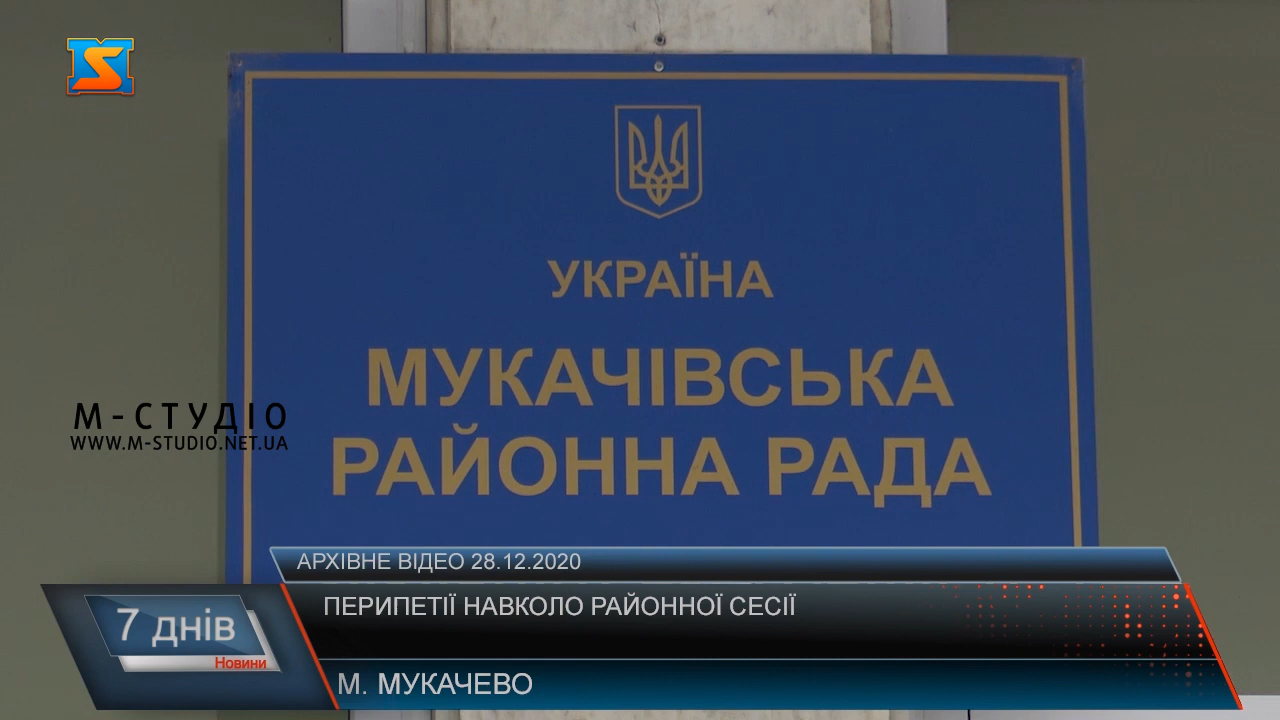 УКРАЇНА
МУКАЧІВСЬКА
РАЙОННА РАДА
М-СТУДІО
WWW.M-STUDIO.NET.UA
АРХІВНЕ ВІДЕО 28.12.2020
ПЕРИПЕТІЇ НАВКОЛО РАЙОННОЇ СЕСІЇ
7 днів
Новини
М. МУКАЧЕВО